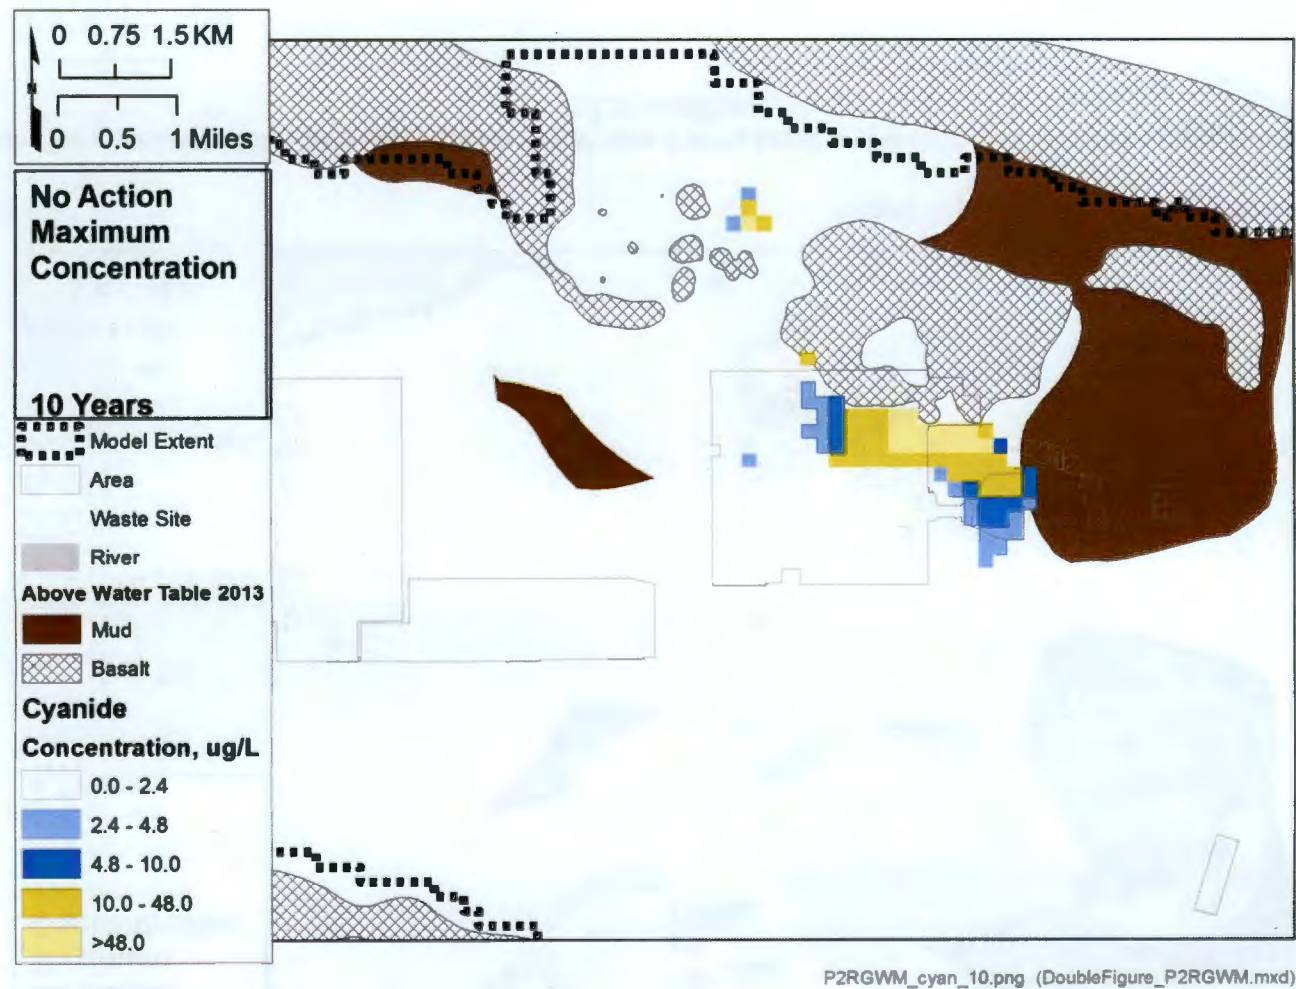 0 0.75 1.5 KM
N
0 0.5 1 Miles
No Action
Maximum
Concentration
10 Years
Model Extent
Area
Waste Site
River
Above Water Table 2013
Mud
Basalt
Cyanide
Concentration, ug/L
0.0 - 2.4
2.4 - 4.8
4.8 - 10.0
10.0 - 48.0
>48.0
P2RGWM_cyan_10.png (DoubleFigure_P2RGWM.mxd)